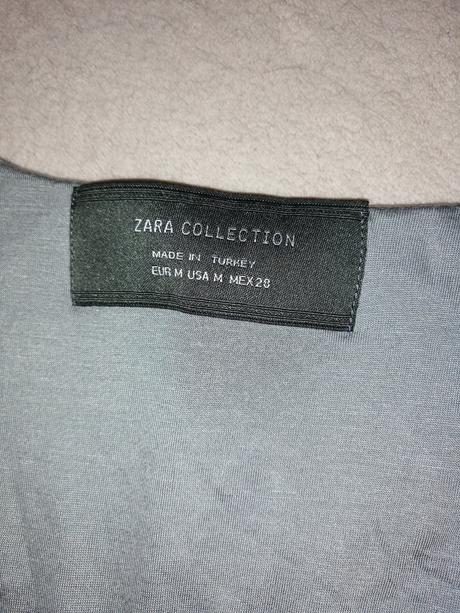 ZARA COLLECTION
MADE IN TURKEY
EUR M USA M MEX 28